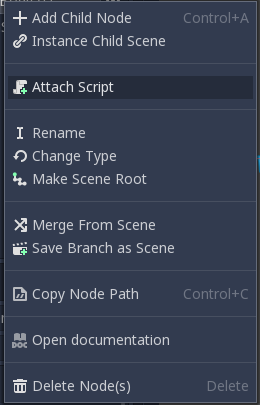 Add Child Node Control+A
Instance Child Scene
Attach Script
Rename
Change Type
Make Scene Root
Merge From Scene
Save Branch as Scene
Copy Node Path Control+C
DOC Open documentation
Delete Node(s) Delete